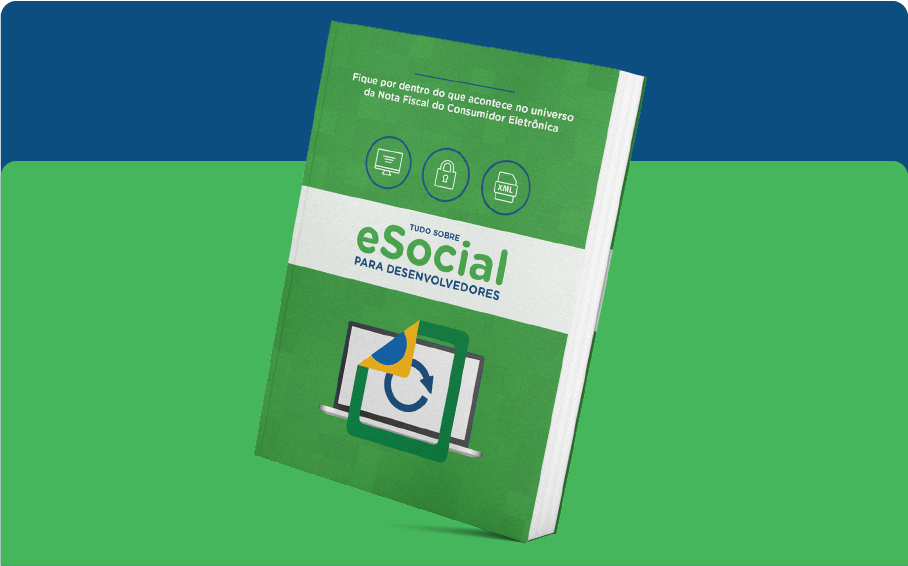 Fique por dentro do que acontece no universo
da Nota Fiscal do Consumidor Eletrônica
XML
TUDO SOBRE
eSocial
PARA DESENVOLVEDORES